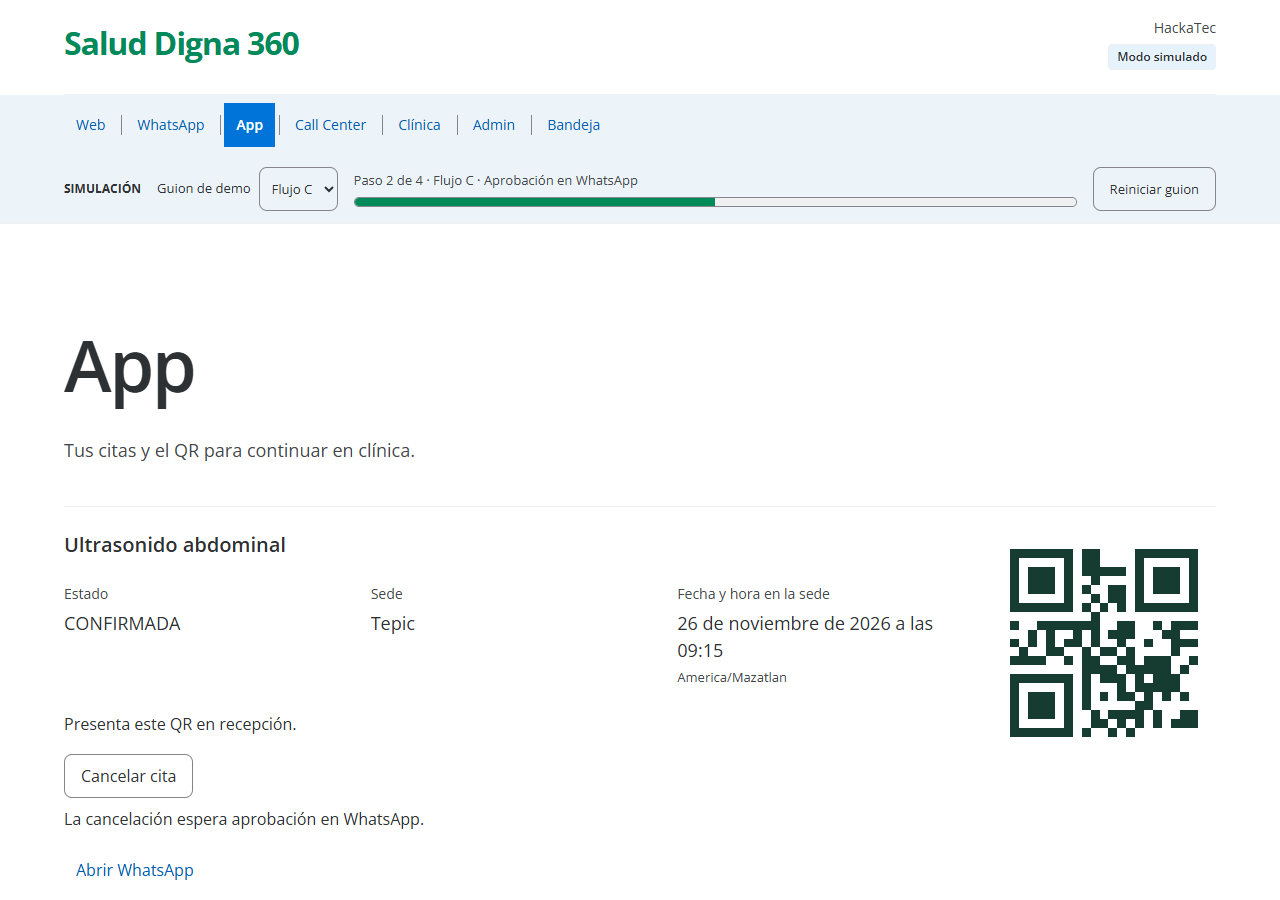 Salud Digna 360
HackaTec
Modo simulado
Web
WhatsApp
App
Call Center
Clínica
Admin
Bandeja
SIMULACIÓN
Guion de demo
Flujo C
Paso 2 de 4 · Flujo C · Aprobación en WhatsApp
Reiniciar guion
App
Tus citas y el QR para continuar en clínica.
Ultrasonido abdominal
Estado
CONFIRMADA
Sede
Tepic
Fecha y hora en la sede
26 de noviembre de 2026 a las
09:15
America/Mazatlan
Presenta este QR en recepción.
Cancelar cita
La cancelación espera aprobación en WhatsApp.
Abrir WhatsApp